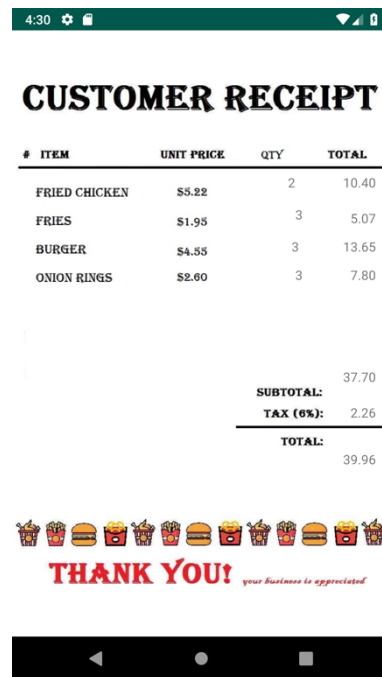 4:30
CUSTOMER RECEIPT
# ITEM UNIT PRICE QTY TOTAL
FRIED CHICKEN $5.22 2 10.40
FRIES $1.95 3 5.07
BURGER $4.55 3 13.65
ONION RINGS $2.60 3 7.80
37.70
SUBTOTAL:
TAX (6%): 2.26
TOTAL:
39.96
THANK YOU! your business is appreciated